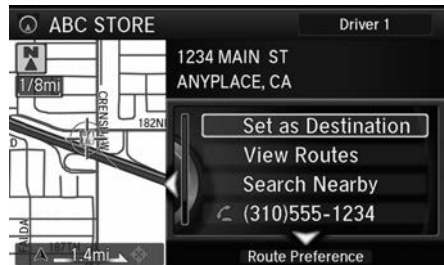 ABC STORE
Driver 1
N
1/8mi
1234 MAIN ST
ANYPLACE, CA
CRENSHAW
182N
Set as Destination
View Routes
Search Nearby
(310)555-1234
A
1.4mi
Route Preference